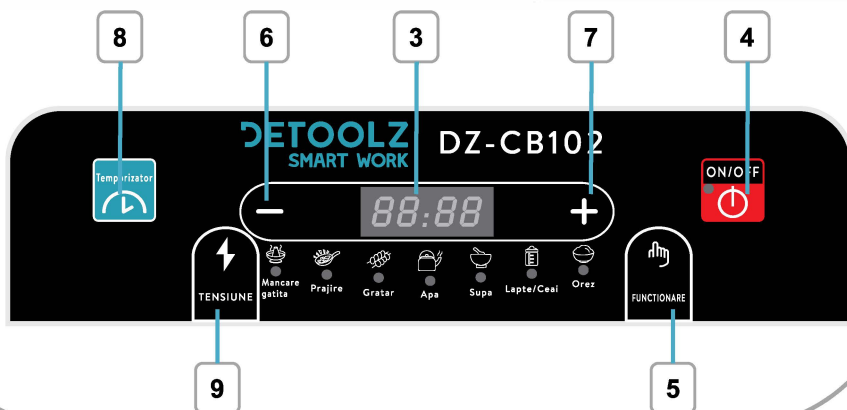 8
6
3
7
4
DETOOLZ
SMART WORK
DZ-CB102
Temporizator
88:88
ON/OFF
TENSIUNE
Mancare
gatita
Prajire
Gratar
Apa
Supa
Lapte/Ceai
Orez
FUNCTIONARE
9
5